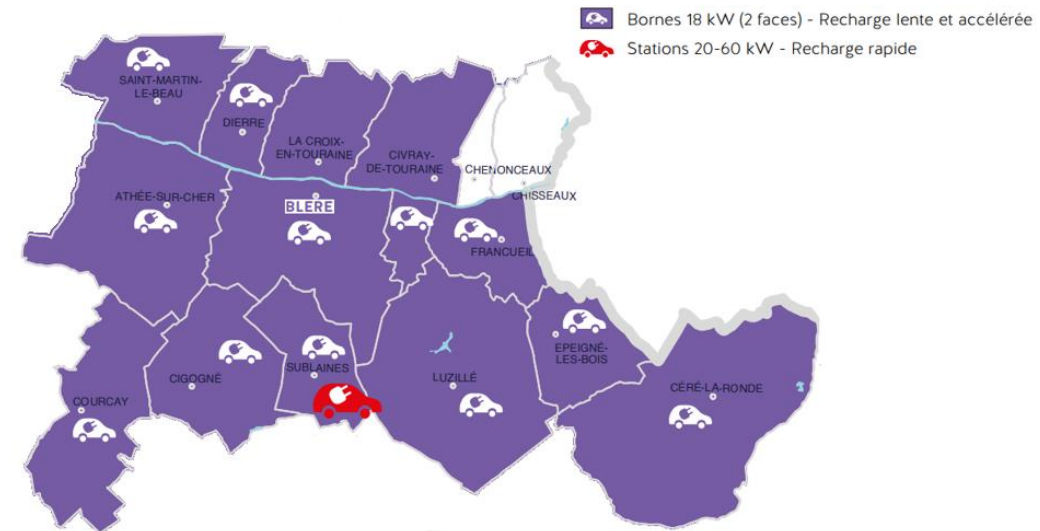 Bornes 18 kW (2 faces) - Recharge lente et accélérée
Stations 20-60 kW - Recharge rapide
SAINT-MARTIN-
LE-BEAU
DIERRE
LA CROIX-
EN-TOURAINE
CIVRAY-
DE-TOURAINE
CHENONCEAUX
CHISSEAUX
ATHÉE-SUR-CHER
BLERE
FRANCUEIL
EPEIGNÉ-
LES-BOIS
SUBLAINES
CIGOGNÉ
LUZILLÉ
CÉRÉ-LA-RONDE
COURCAY